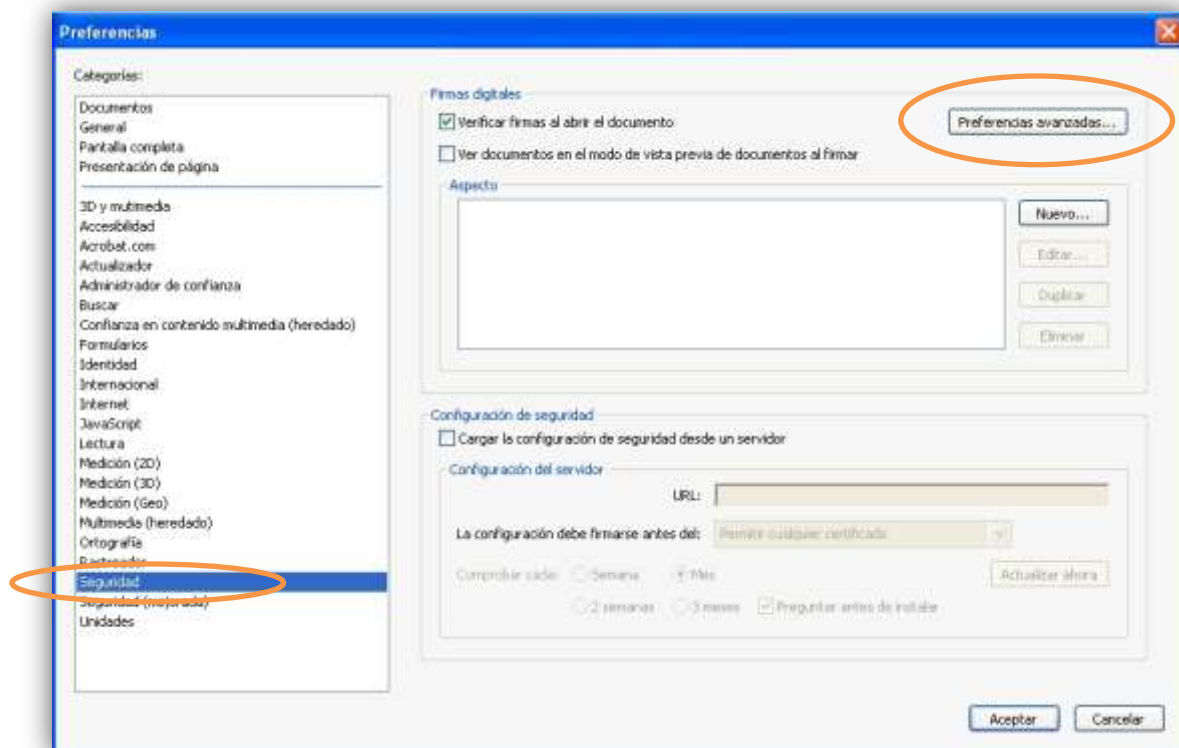 Preferencias
Categorías:
Documentos
General
Pantalla completa
Presentación de página
3D y mutimedia
Accesibilidad
Acrobat.com
Actualizador
Administrador de confianza
Buscar
Confianza en contenido multimedia (heredado)
Formularios
Identidad
Internacional
Internet
JavaScript
Lectura
Medición (2D)
Medición (3D)
Medición (Geo)
Multimedia (heredado)
Ortografía
Rastreador
Seguridad
Seguridad (mejorada)
Unidades
Firmas digitales
Verificar firmas al abrir el documento
Preferencias avanzadas...
Ver documentos en el modo de vista previa de documentos al firmar
Aspecto
Nuevo...
Editar...
Duplicar
Eliminar
Configuración de seguridad
Cargar la configuración de seguridad desde un servidor
Configuración del servidor
URL:
La configuración debe firmarse antes del: Permitir cualquier certificado
Comprobar cada: Semana Mes Actualizar ahora
2 semanas 3 meses Preguntar antes de instalar
Aceptar Cancelar